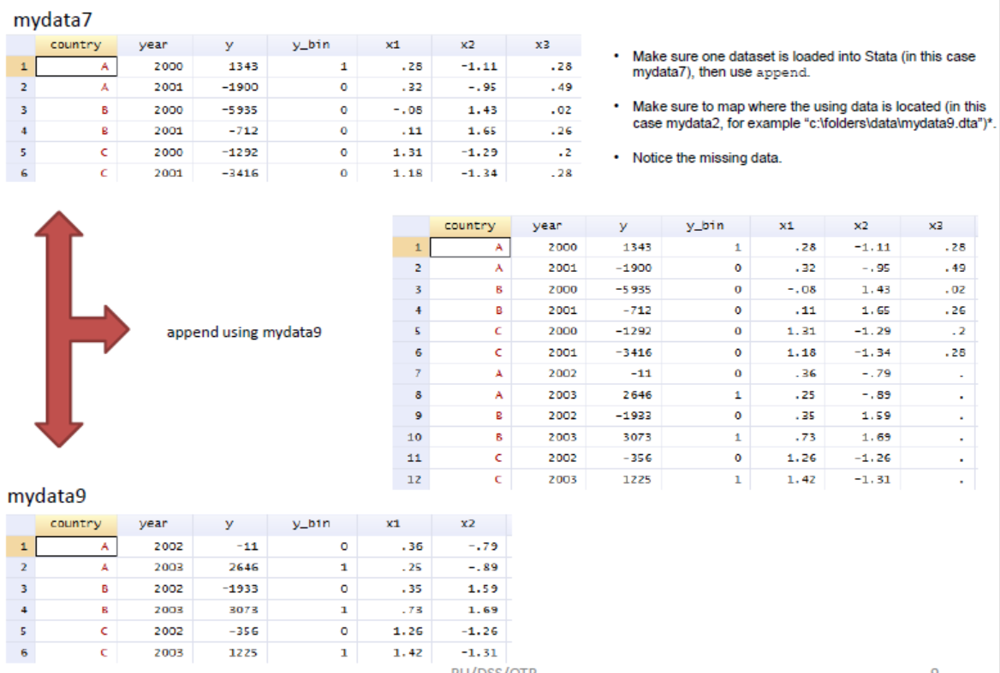 mydata7
country year y y_bin x1 x2 x3
1 A 2000 1343 1 .28 -1.11 .28
2 A 2001 -1900 0 .32 -.95 .49
3 B 2000 -5935 0 -.08 1.43 .02
4 B 2001 -712 0 .11 1.65 .26
5 C 2000 -1292 0 1.31 -1.29 .2
6 C 2001 -3416 0 1.18 -1.34 .28
• Make sure one dataset is loaded into Stata (in this case
mydata7), then use append.
• Make sure to map where the using data is located (in this
case mydata2, for example “c:\folders\data\mydata9.dta”)*.
• Notice the missing data.
append using mydata9
country year y y_bin x1 x2 x3
1 A 2000 1343 1 .28 -1.11 .28
2 A 2001 -1900 0 .32 -.95 .49
3 B 2000 -5935 0 -.08 1.43 .02
4 B 2001 -712 0 .11 1.65 .26
5 C 2000 -1292 0 1.31 -1.29 .2
6 C 2001 -3416 0 1.18 -1.34 .28
7 A 2002 -11 0 .36 -.79 .
8 A 2003 2646 1 .25 -.89 .
9 B 2002 -1933 0 .35 1.59 .
10 B 2003 3073 1 .73 1.69 .
11 C 2002 -356 0 1.26 -1.26 .
12 C 2003 1225 1 1.42 -1.31 .
mydata9
country year y y_bin x1 x2
1 A 2002 -11 0 .36 -.79
2 A 2003 2646 1 .25 -.89
3 B 2002 -1933 0 .35 1.59
4 B 2003 3073 1 .73 1.69
5 C 2002 -356 0 1.26 -1.26
6 C 2003 1225 1 1.42 -1.31